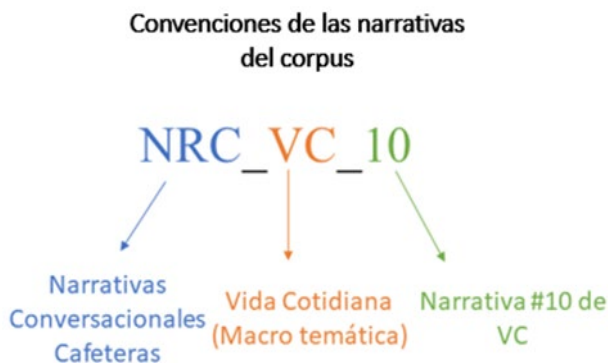 Convenciones de las narrativas
del corpus
NRC_VC_10
Narrativas
Conversacionales
Cafeteras
Vida Cotidiana
(Macro temática)
Narrativa #10 de
VC